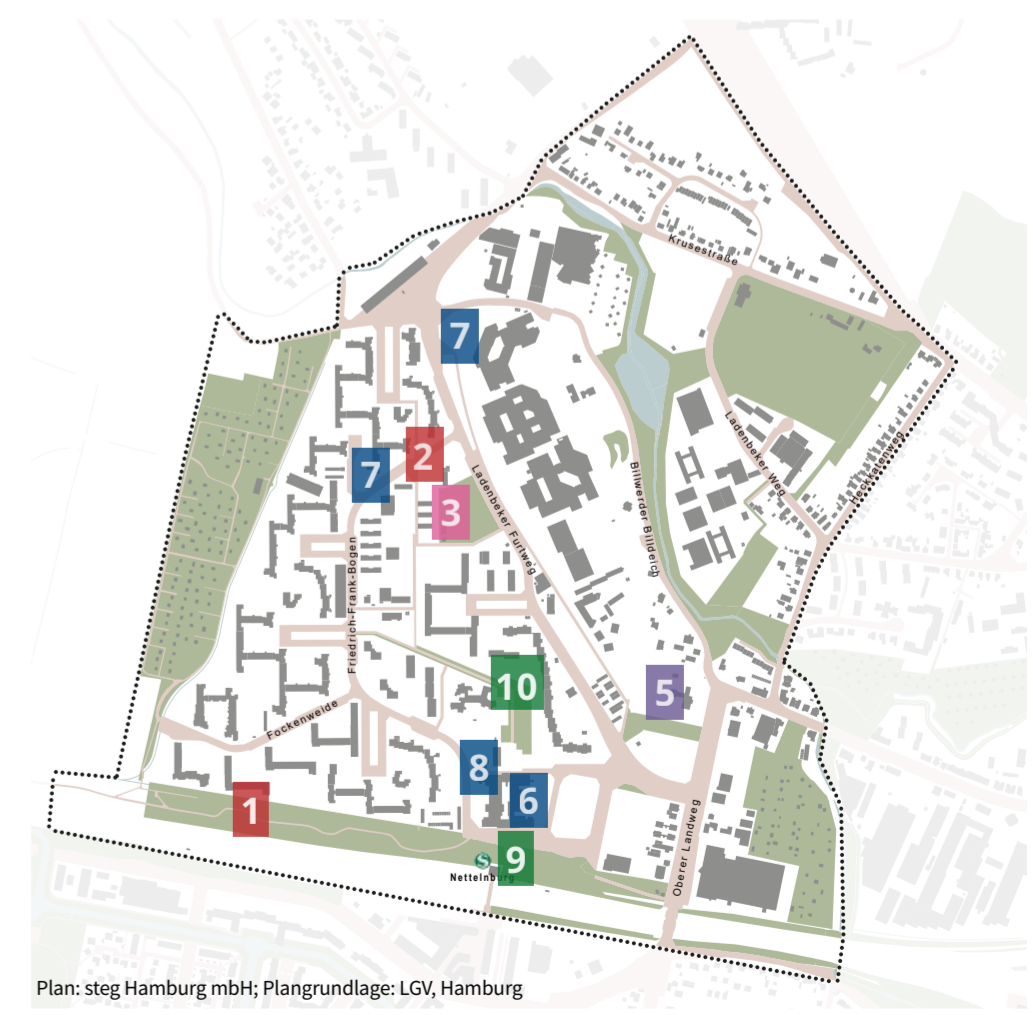 Krusestraße
7
Ladenbeker Weg
Heckkatenweg
2
7
3
Ladenbeker Furtweg
Billwerder Billdeich
Friedrich-Frank-Bogen
10
5
Fockenweide
8
6
1
Oberer Landweg
9
S
Nettelnburg
Plan: steg Hamburg mbH; Plangrundlage: LGV, Hamburg